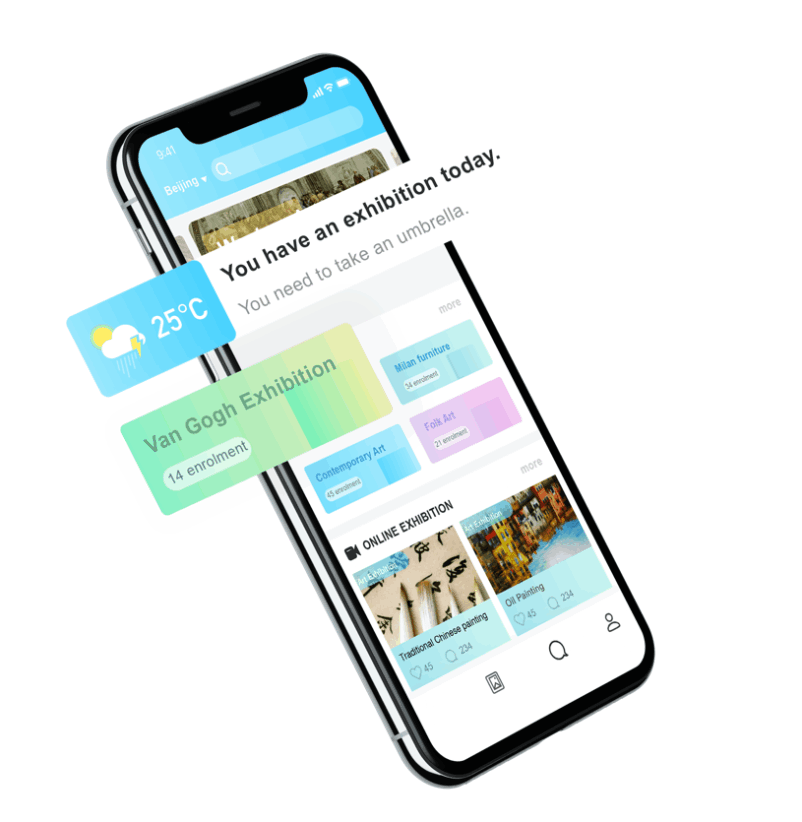 9:41
Beijing
You have an exhibition today.
You need to take an umbrella.
25°C
more
Van Gogh Exhibition
14 enrolment
Milan furniture
34 enrolment
Contemporary Art
45 enrolment
Folk Art
21 enrolment
more
ONLINE EXHIBITION
Art Exhibition
Traditional Chinese painting
45 234
Art Exhibition
Oil Painting
45 234